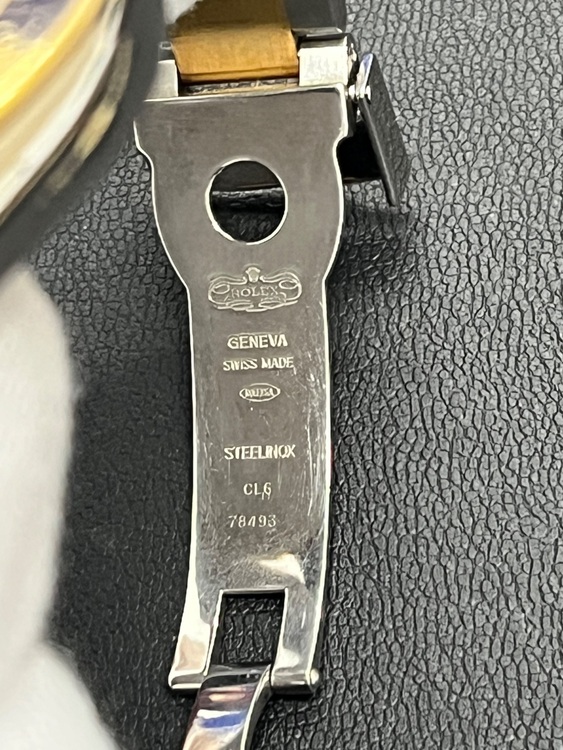 ROLEX
GENEVA
SWISS MADE
STEELINOX
CL6
78493